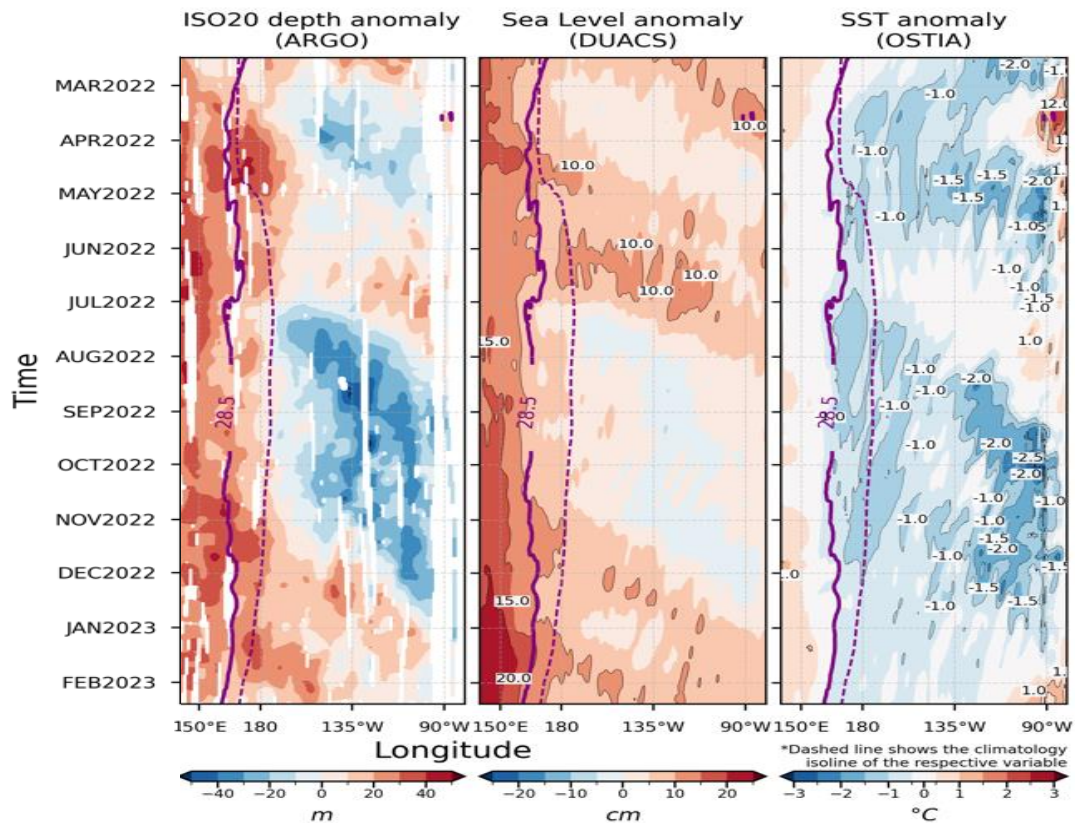 ISO20 depth anomaly
(ARGO)
Sea Level anomaly
(DUACS)
SST anomaly
(OSTIA)
Time
MAR2022
APR2022
MAY2022
JUN2022
JUL2022
AUG2022
SEP2022
OCT2022
NOV2022
DEC2022
JAN2023
FEB2023
28.5
10.0
10.0
10.0
10.0
10.0
15.0
28.5
15.0
20.0
-2.0
-1.0
-1.0
-1.5
-1.5
-2.0
-1.5
-1.0
-1.0
-1.0
1.0
-1.0
-2.0
-1.0
-1.0
28.5
-1.0
-2.0
-2.5
-2.0
-1.0
-1.0
-1.0
-1.0
-1.5
-1.0
-2.0
-1.5
-1.5
-1.0
1.0
150°E 180 135°W 90°W
150°E 180 135°W 90°W
150°E 180 135°W 90°W
Longitude
*Dashed line shows the climatology
isoline of the respective variable
−40 −20 0 20 40
m
−20 −10 0 10 20
cm
−3 −2 −1 0 1 2 3
°C